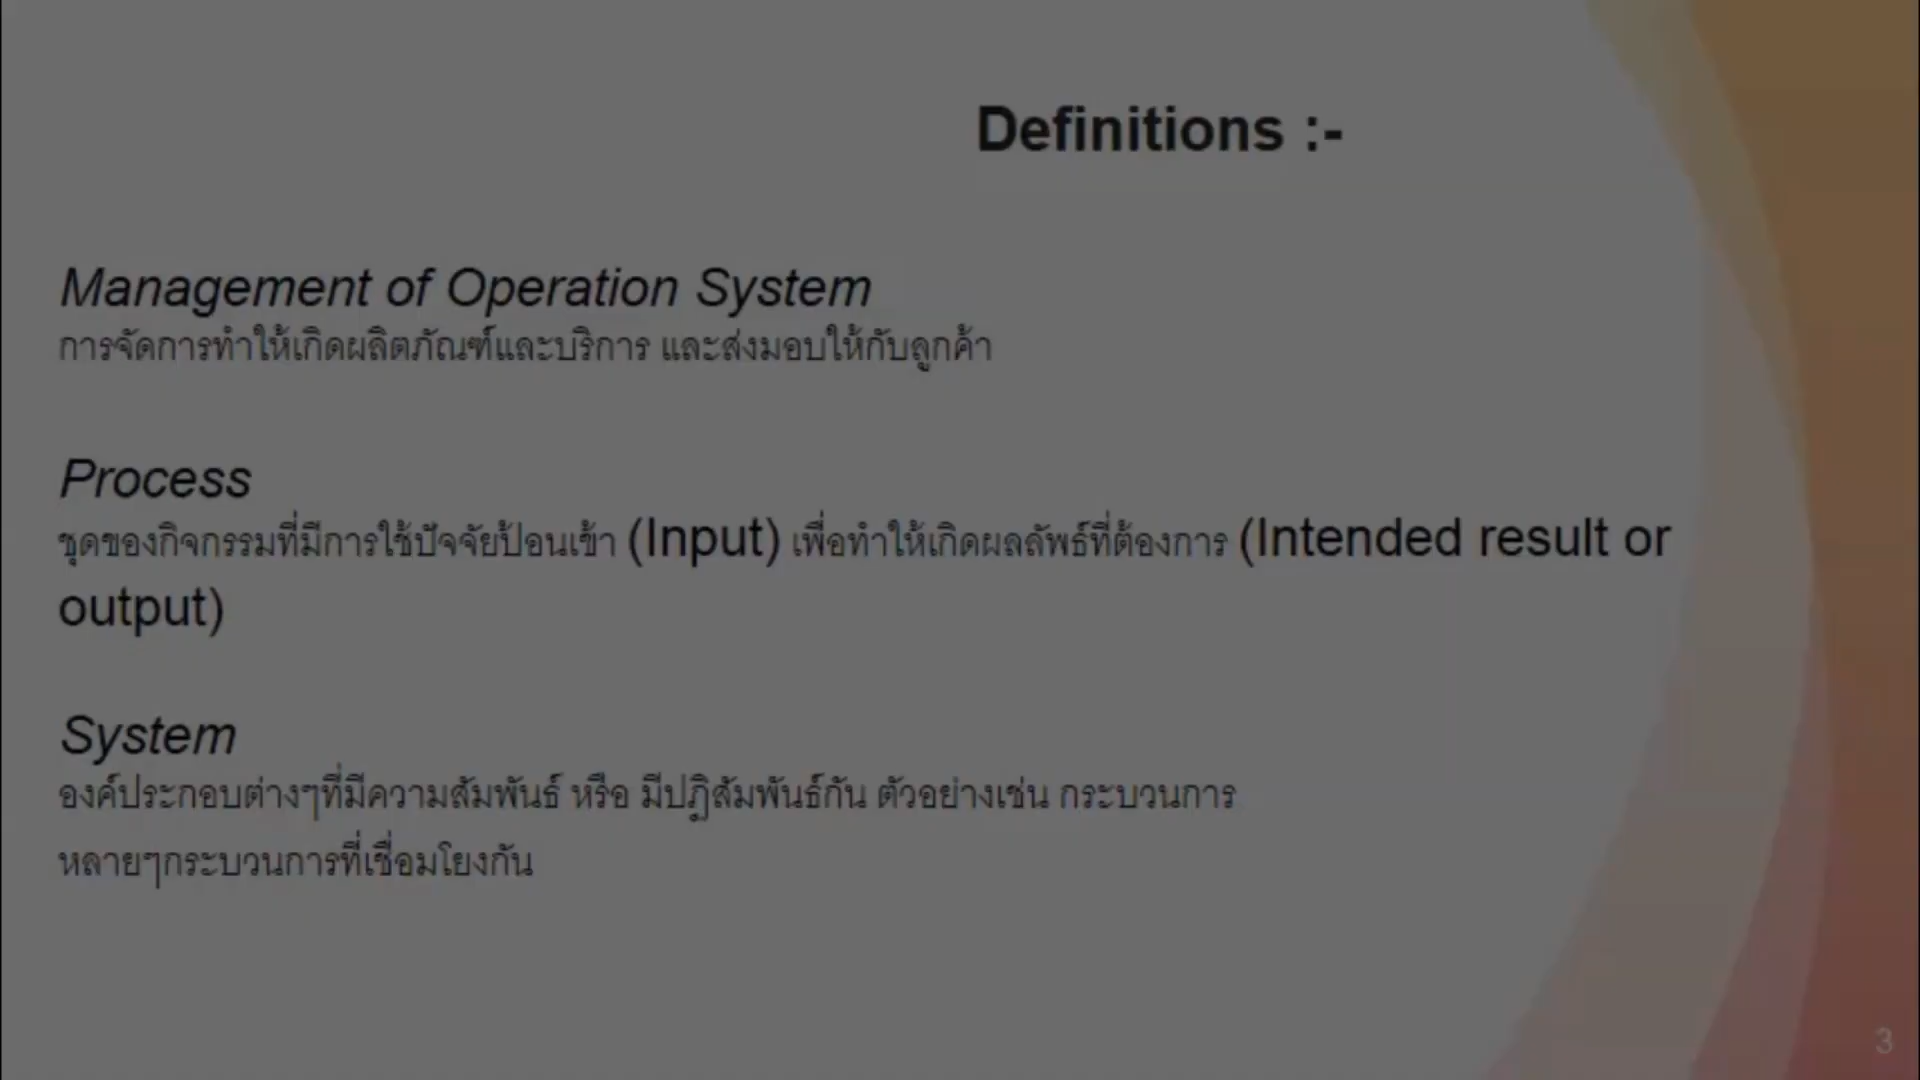 Definitions :-
Management of Operation System
การจัดการทำให้เกิดผลิตภัณฑ์และบริการ และส่งมอบให้กับลูกค้า
Process
ชุดของกิจกรรมที่มีการใช้ปัจจัยป้อนเข้า (Input) เพื่อทำให้เกิดผลลัพธ์ที่ต้องการ (Intended result or
output)
System
องค์ประกอบต่างๆที่มีความสัมพันธ์ หรือ มีปฏิสัมพันธ์กัน ตัวอย่างเช่น กระบวนการ
หลายๆกระบวนการที่เชื่อมโยงกัน
3